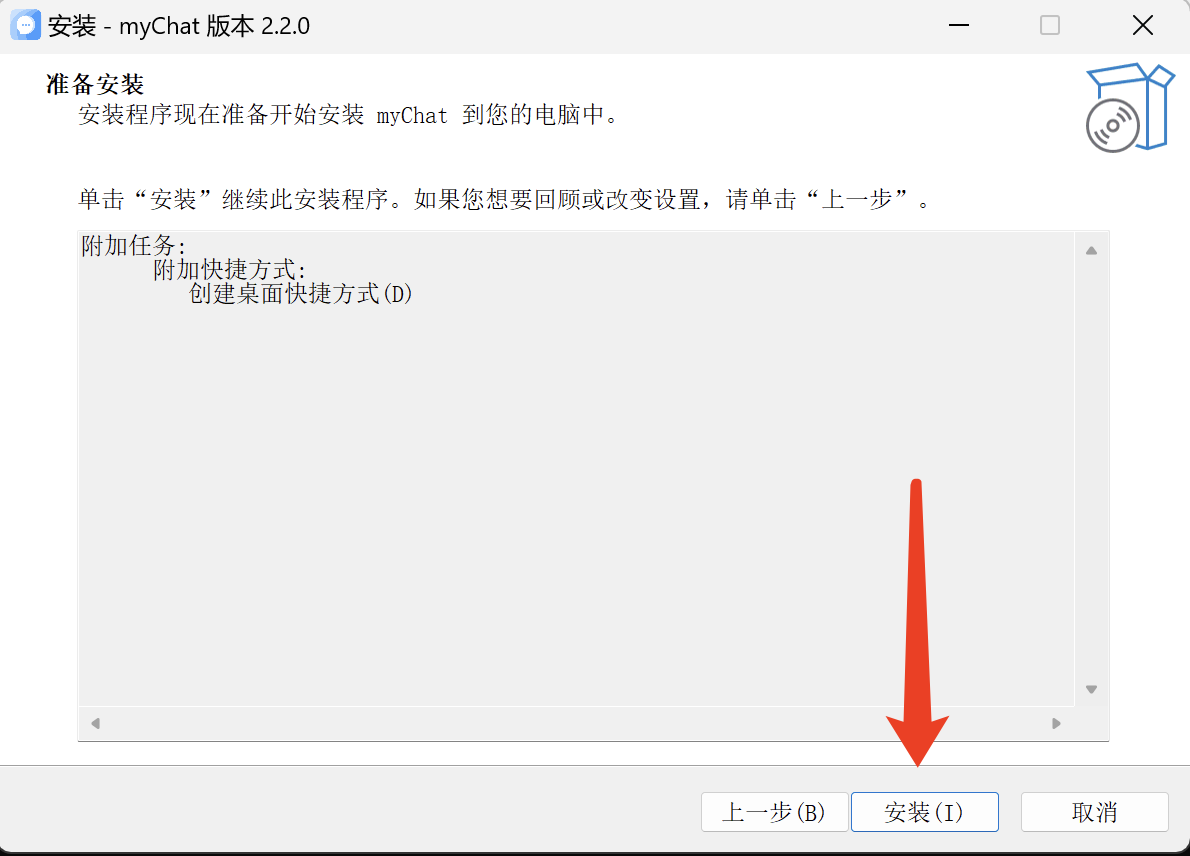 安装 - myChat 版本 2.2.0
准备安装
安装程序现在准备开始安装 myChat 到您的电脑中。
单击“安装”继续此安装程序。如果您想要回顾或改变设置，请单击“上一步”。
附加任务:
附加快捷方式:
创建桌面快捷方式(D)
上一步(B)
安装(I)
取消